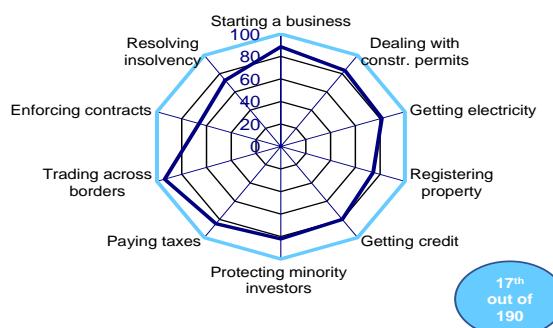 Starting a business
100
80
60
40
20
0
Dealing with
constr. permits
Getting electricity
Registering
property
Getting credit
Protecting minority
investors
Paying taxes
Trading across
borders
Enforcing contracts
Resolving
insolvency
17th
out of
190